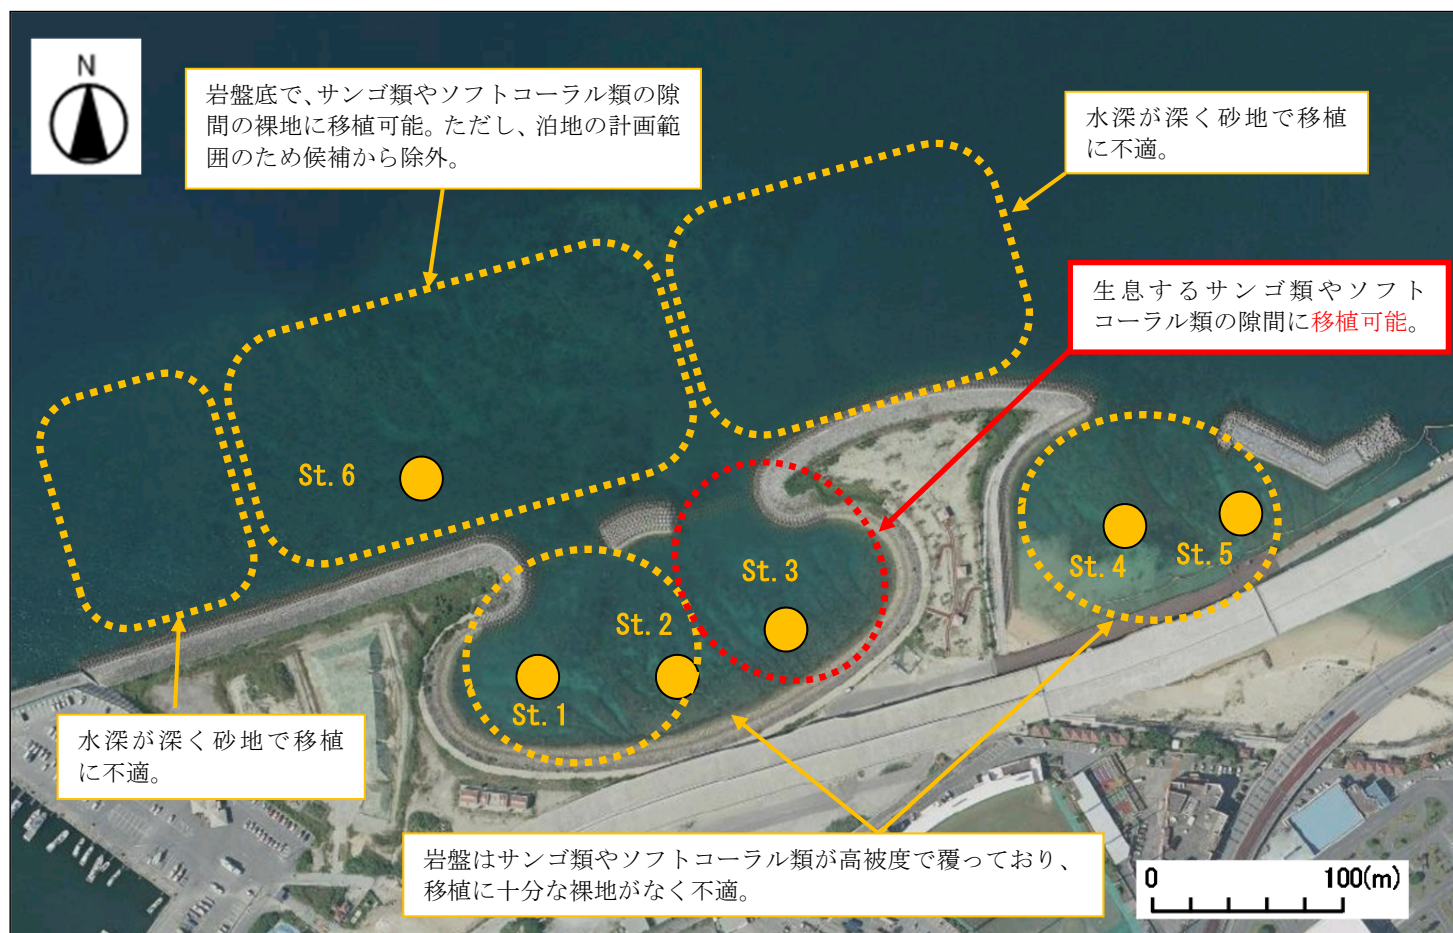 N
岩盤底で、サンゴ類やソフトコーラル類の隙
間の裸地に移植可能。ただし、泊地の計画範
囲のため候補から除外。
水深が深く砂地で移植
に不適。
生息するサンゴ類やソフト
コーラル類の隙間に移植可能。
St.6
St.3
St.4
St.5
St.2
St.1
水深が深く砂地で移植
に不適。
岩盤はサンゴ類やソフトコーラル類が高被度で覆っており、
移植に十分な裸地がなく不適。
0 100(m)